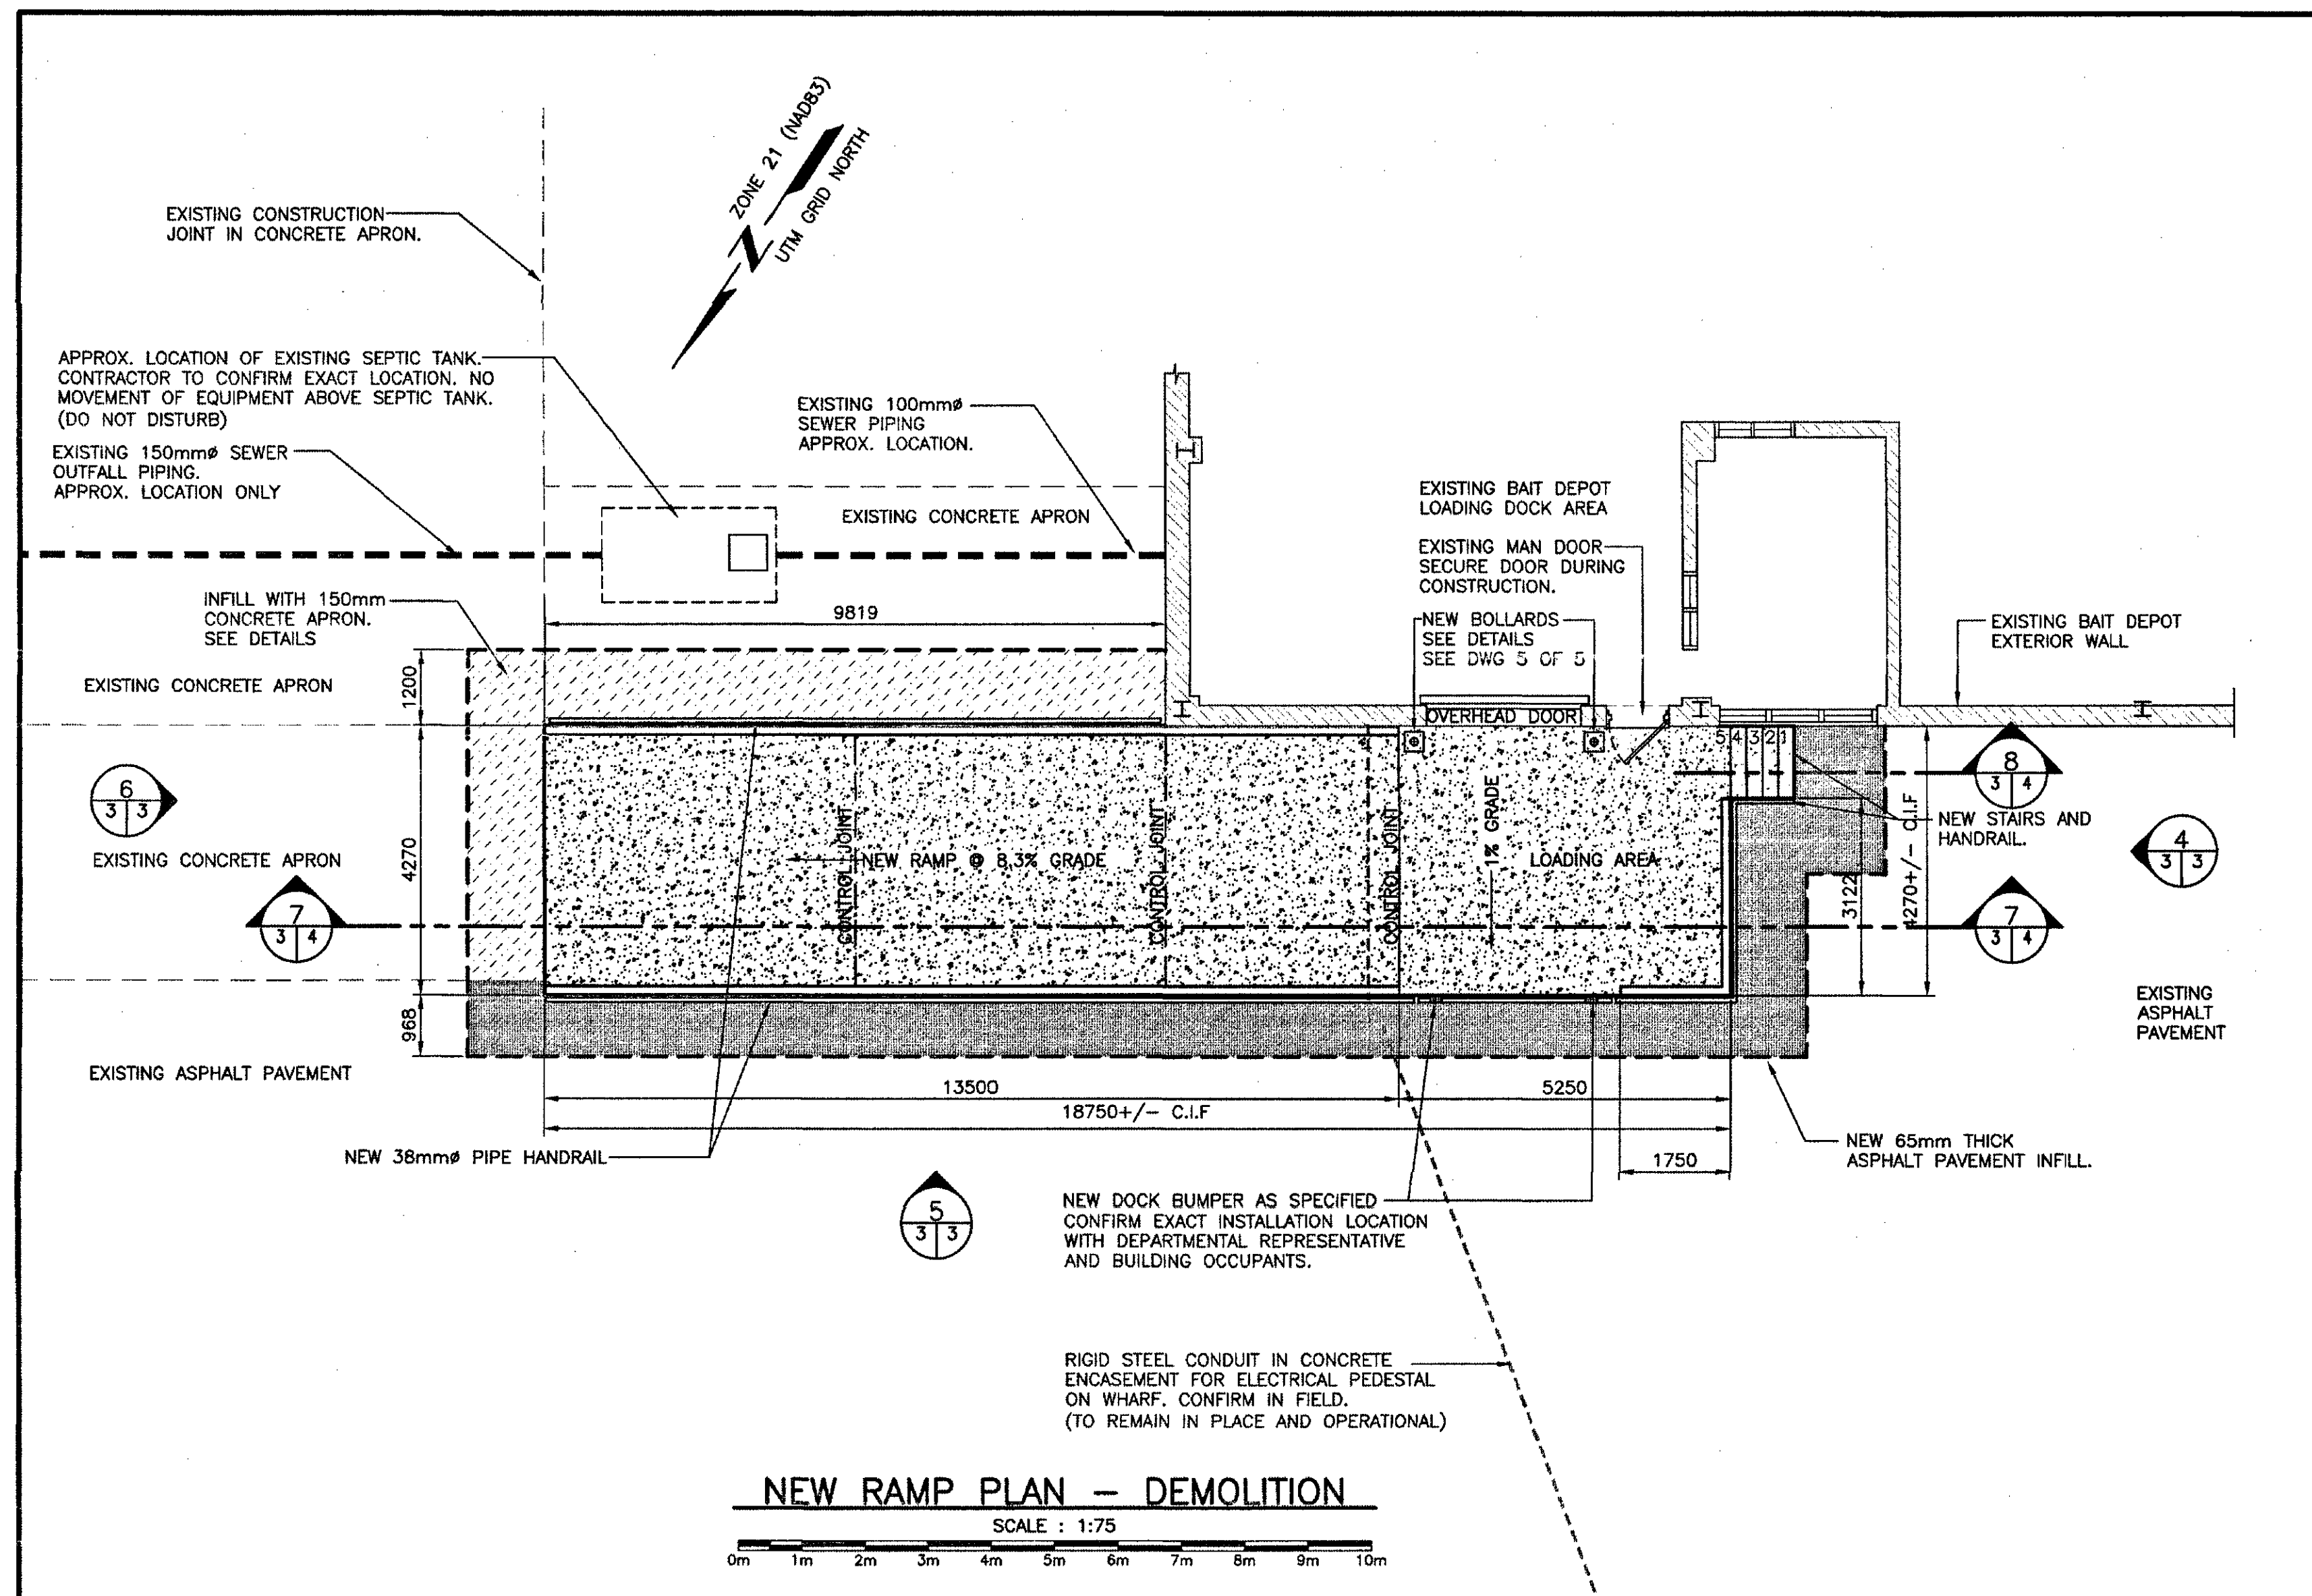 ZONE 21 (NAD83)
N
UTM GRID NORTH
EXISTING CONSTRUCTION
JOINT IN CONCRETE APRON.
APPROX. LOCATION OF EXISTING SEPTIC TANK.
CONTRACTOR TO CONFIRM EXACT LOCATION. NO
MOVEMENT OF EQUIPMENT ABOVE SEPTIC TANK.
(DO NOT DISTURB)
EXISTING 150mmø SEWER
OUTFALL PIPING.
APPROX. LOCATION ONLY
EXISTING 100mmø
SEWER PIPING
APPROX. LOCATION.
EXISTING CONCRETE APRON
EXISTING BAIT DEPOT
LOADING DOCK AREA
EXISTING MAN DOOR
SECURE DOOR DURING
CONSTRUCTION.
NEW BOLLARDS
SEE DETAILS
SEE DWG 5 OF 5
EXISTING BAIT DEPOT
EXTERIOR WALL
INFILL WITH 150mm
CONCRETE APRON.
SEE DETAILS
9819
EXISTING CONCRETE APRON
1200
OVERHEAD DOOR
5 4 3 2 1
8
3 4
6
3 3
NEW STAIRS AND
HANDRAIL.
4
3 3
EXISTING CONCRETE APRON
4270
CONTROL JOINT
NEW RAMP @ 8.3% GRADE
CONTROL JOINT
CONTROL JOINT
1% GRADE
LOADING AREA
3122
4270+/- C.I.F
7
3 4
7
3 4
968
EXISTING
ASPHALT
PAVEMENT
EXISTING ASPHALT PAVEMENT
13500
5250
18750+/- C.I.F
1750
NEW 38mmø PIPE HANDRAIL
NEW 65mm THICK
ASPHALT PAVEMENT INFILL.
5
3 3
NEW DOCK BUMPER AS SPECIFIED
CONFIRM EXACT INSTALLATION LOCATION
WITH DEPARTMENTAL REPRESENTATIVE
AND BUILDING OCCUPANTS.
RIGID STEEL CONDUIT IN CONCRETE
ENCASEMENT FOR ELECTRICAL PEDESTAL
ON WHARF. CONFIRM IN FIELD.
(TO REMAIN IN PLACE AND OPERATIONAL)
NEW RAMP PLAN - DEMOLITION
SCALE : 1:75
0m 1m 2m 3m 4m 5m 6m 7m 8m 9m 10m